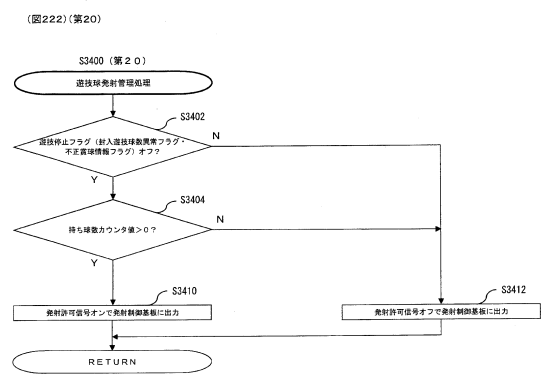 (図222)(第20)
S3400 (第20)
遊技球発射管理処理
S3402
遊技停止フラグ(封入遊技球数異常フラグ・
不正賞球情報フラグ)オフ?
N
Y
S3404
持ち球数カウンタ値>0?
N
Y
S3410
発射許可信号オンで発射制御基板に出力
S3412
発射許可信号オフで発射制御基板に出力
RETURN